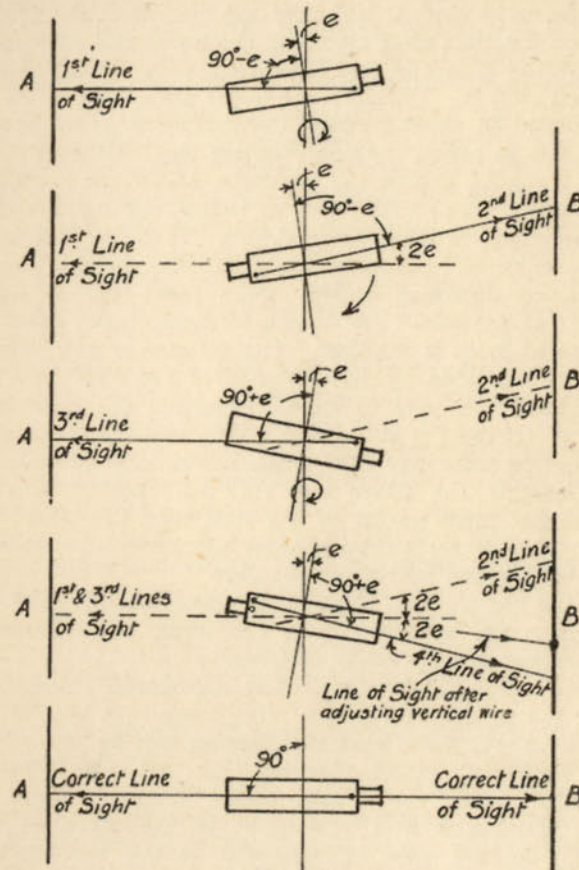 e
90°-e
A
1st Line
of Sight
e
90°-e
2nd Line
of Sight
B
A
1st Line
of Sight
2e
e
90°+e
2nd Line
of Sight
B
A
3rd Line
of Sight
e
90°+e
2nd Line
of Sight
A
1st & 3rd Lines
of Sight
2e
2e
B
4th Line of Sight
Line of Sight after
adjusting vertical wire
90°
A
Correct Line
of Sight
Correct Line
of Sight
B